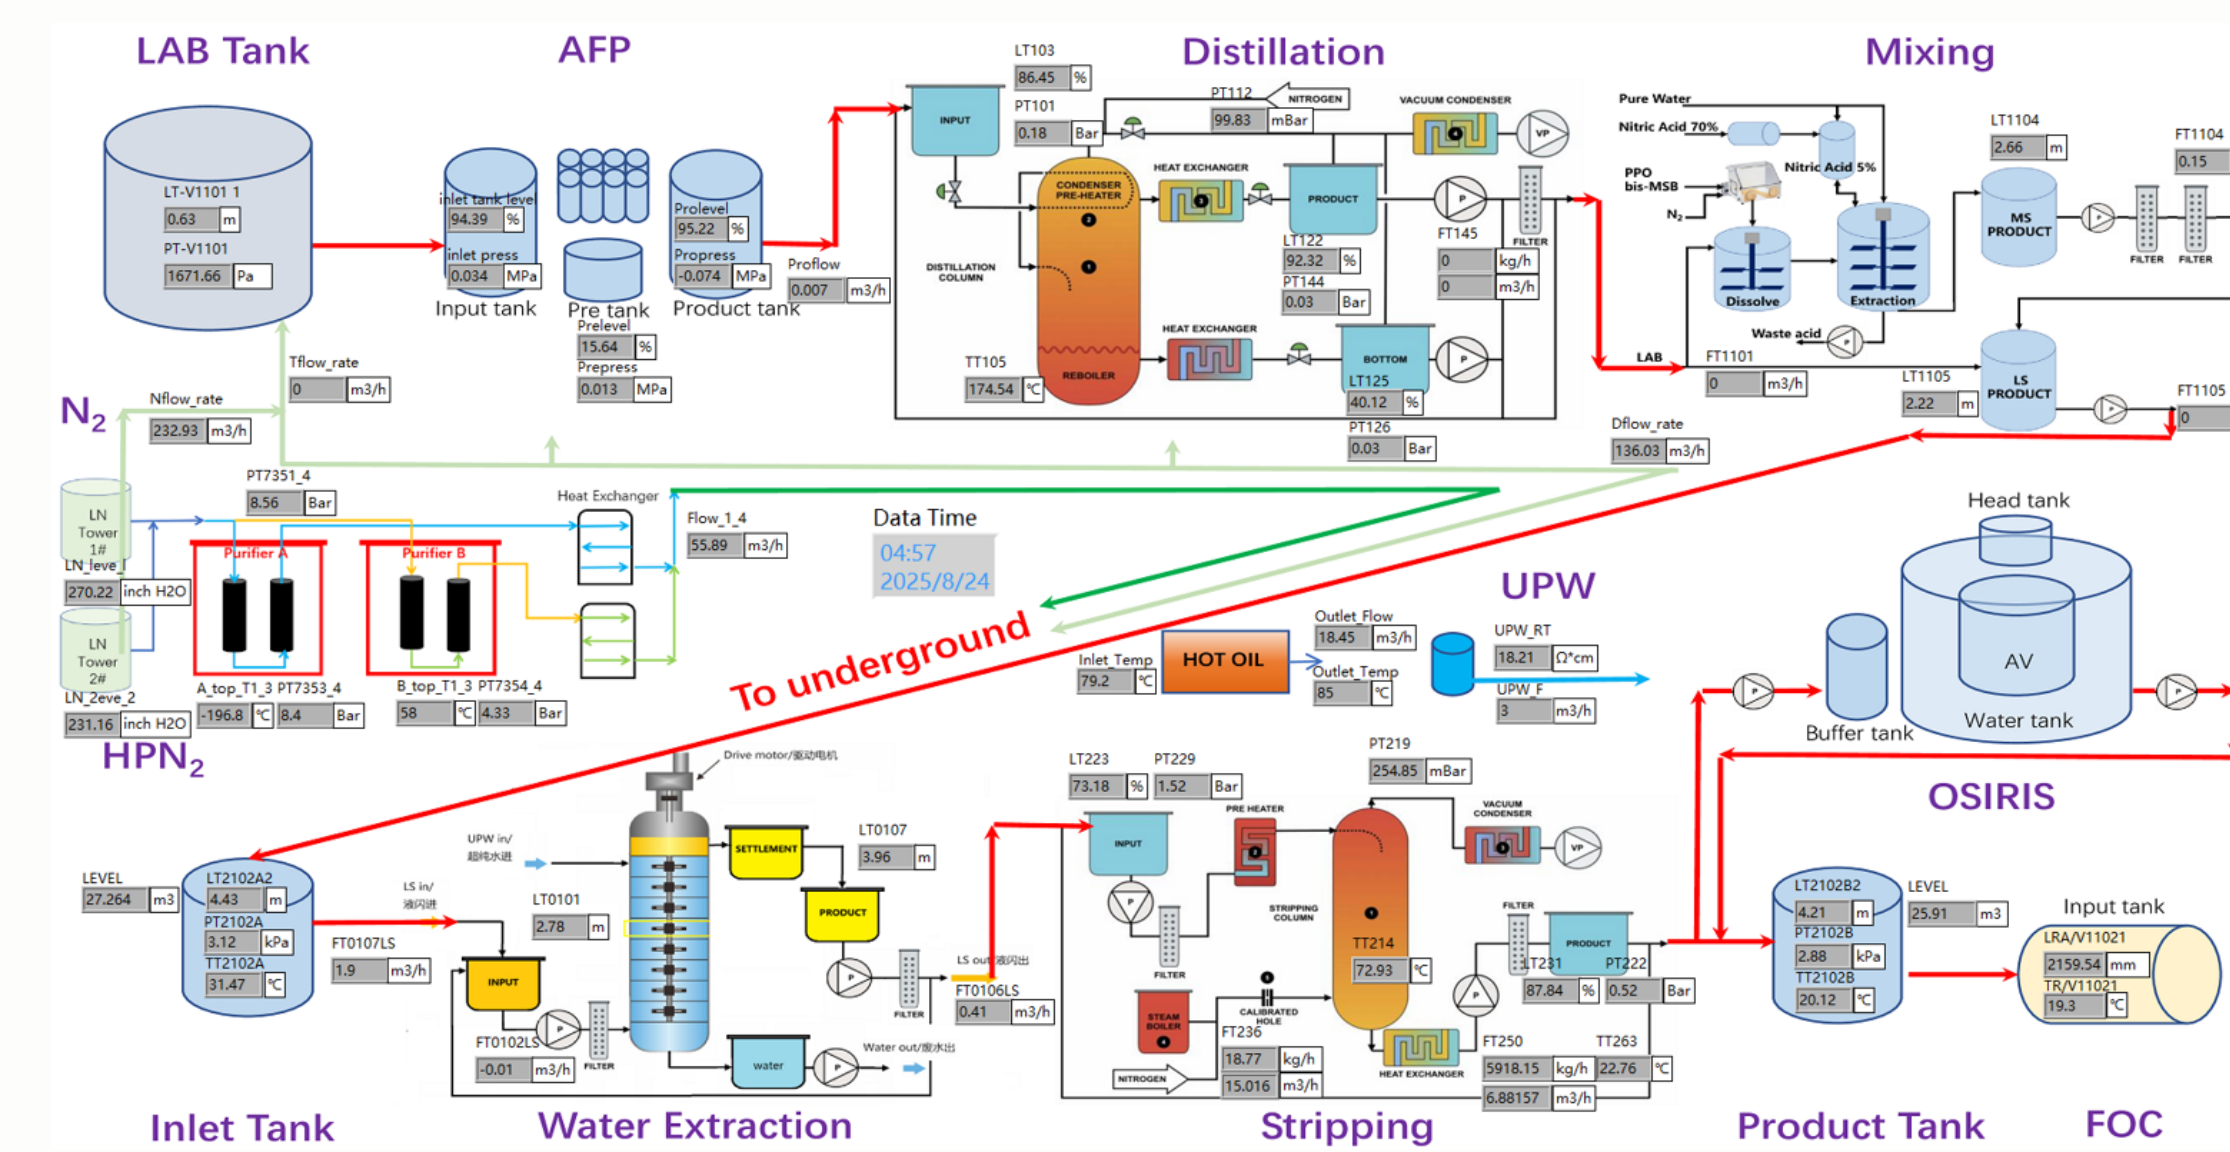 LAB Tank
AFP
Distillation
Mixing
LT-V1101 1
0.63 m
PT-V1101
1671.66 Pa
inlet tank level
94.39 %
inlet press
0.034 MPa
Input tank
Pre tank
Prelevel
15.64 %
Prepress
0.013 MPa
Prolevel
95.22 %
Propress
-0.074 MPa
Product tank
Proflow
0.007 m3/h
LT103
86.45 %
PT101
0.18 Bar
INPUT
PT112
99.83 mBar
NITROGEN
VACUUM CONDENSER
4
VP
CONDENSER
PRE-HEATER
2
1
DISTILLATION
COLUMN
HEAT EXCHANGER
3
PRODUCT
P
FILTER
LT122
92.32 %
PT144
0.03 Bar
FT145
0 kg/h
0 m3/h
HEAT EXCHANGER
BOTTOM
P
LT125
40.12 %
PT126
0.03 Bar
TT105
174.54 ℃
REBOILER
Pure Water
Nitric Acid 70%
Nitric Acid 5%
PPO
bis-MSB
N₂
Dissolve
Extraction
Waste acid
P
LAB
FT1101
0 m3/h
LT1104
2.66 m
MS
PRODUCT
P
FILTER
FILTER
FT1104
0.15
LT1105
2.22 m
LS
PRODUCT
P
FT1105
0
Dflow_rate
136.03 m3/h
N₂
Tflow_rate
0 m3/h
Nflow_rate
232.93 m3/h
PT7351_4
8.56 Bar
LN
Tower
1#
LN_leve_1
270.22 inch H2O
LN
Tower
2#
LN_2eve_2
231.16 inch H2O
HPN₂
Purifier A
Purifier B
A_top_T1_3 PT7353_4
-196.8 ℃ 8.4 Bar
B_top_T1_3 PT7354_4
58 ℃ 4.33 Bar
Heat Exchanger
Flow_1_4
55.89 m3/h
Data Time
04:57
2025/8/24
To underground
UPW
Inlet_Temp
79.2 ℃
HOT OIL
Outlet_Flow
18.45 m3/h
Outlet_Temp
85 ℃
UPW_RT
18.21 Ω*cm
UPW_F
3 m3/h
Head tank
AV
Water tank
P
Buffer tank
P
OSIRIS
LEVEL
27.264 m3
LT2102A2
4.43 m
PT2102A
3.12 kPa
TT2102A
31.47 ℃
Inlet Tank
LS in/
液闪进
FT0107LS
1.9 m3/h
UPW in/
超纯水进
Drive motor/驱动电机
LT0101
2.78 m
INPUT
P
FILTER
FT0102LS
-0.01 m3/h
SETTLEMENT
LT0107
3.96 m
PRODUCT
P
FILTER
LS out/液闪出
FT0106LS
0.41 m3/h
water
P
Water out/废水出
Water Extraction
LT223
73.18 %
PT229
1.52 Bar
INPUT
P
FILTER
PRE HEATER
2
PT219
254.85 mBar
VACUUM
CONDENSER
3
VP
STRIPPING
COLUMN
1
TT214
72.93 ℃
STEAM
BOILER
4
5
CALIBRATED
HOLE
NITROGEN
FT236
18.77 kg/h
15.016 m3/h
HEAT EXCHANGER
P
FILTER
PRODUCT
LT231
87.84 %
PT222
0.52 Bar
FT250
5918.15 kg/h
6.88157 m3/h
TT263
22.76 ℃
Stripping
LT2102B2
4.21 m
PT2102B
2.88 kPa
TT2102B
20.12 ℃
LEVEL
25.91 m3
Product Tank
Input tank
LRA/V11021
2159.54 mm
TR/V11021
19.3 ℃
FOC